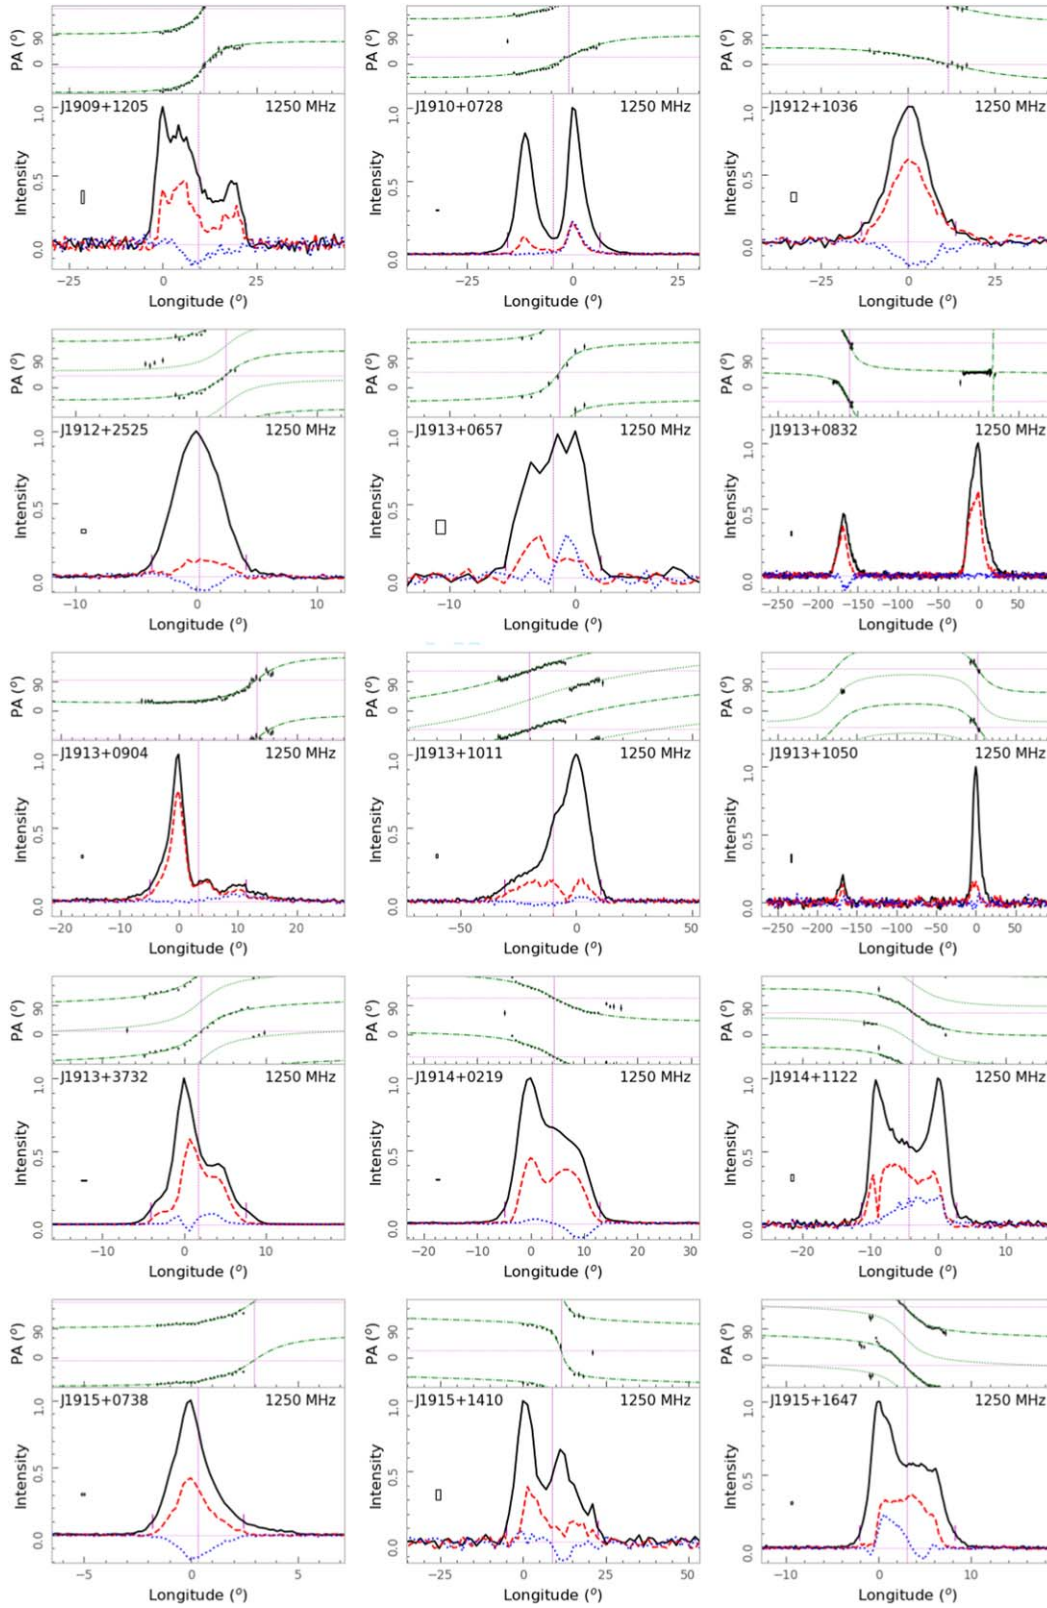 PA (°) 90 0
J1909+1205 1250 MHz
Intensity 1.0 0.5 0.0
−25 0 25
Longitude (°)
PA (°) 90 0
J1910+0728 1250 MHz
Intensity 1.0 0.5 0.0
−25 0 25
Longitude (°)
PA (°) 90 0
J1912+1036 1250 MHz
Intensity 1.0 0.5 0.0
−25 0 25
Longitude (°)
PA (°) 90 0
J1912+2525 1250 MHz
Intensity 1.0 0.5 0.0
−10 0 10
Longitude (°)
PA (°) 90 0
J1913+0657 1250 MHz
Intensity 1.0 0.5 0.0
−10 0
Longitude (°)
PA (°) 90 0
J1913+0832 1250 MHz
Intensity 1.0 0.5 0.0
−250 −200 −150 −100 −50 0 50
Longitude (°)
PA (°) 90 0
J1913+0904 1250 MHz
Intensity 1.0 0.5 0.0
−20 −10 0 10 20
Longitude (°)
PA (°) 90 0
J1913+1011 1250 MHz
Intensity 1.0 0.5 0.0
−50 0 50
Longitude (°)
PA (°) 90 0
J1913+1050 1250 MHz
Intensity 1.0 0.5 0.0
−250 −200 −150 −100 −50 0 50
Longitude (°)
PA (°) 90 0
J1913+3732 1250 MHz
Intensity 1.0 0.5 0.0
−10 0 10
Longitude (°)
PA (°) 90 0
J1914+0219 1250 MHz
Intensity 1.0 0.5 0.0
−20 −10 0 10 20 30
Longitude (°)
PA (°) 90 0
J1914+1122 1250 MHz
Intensity 1.0 0.5 0.0
−20 −10 0 10
Longitude (°)
PA (°) 90 0
J1915+0738 1250 MHz
Intensity 1.0 0.5 0.0
−5 0 5
Longitude (°)
PA (°) 90 0
J1915+1410 1250 MHz
Intensity 1.0 0.5 0.0
−25 0 25 50
Longitude (°)
PA (°) 90 0
J1915+1647 1250 MHz
Intensity 1.0 0.5 0.0
−10 0 10
Longitude (°)